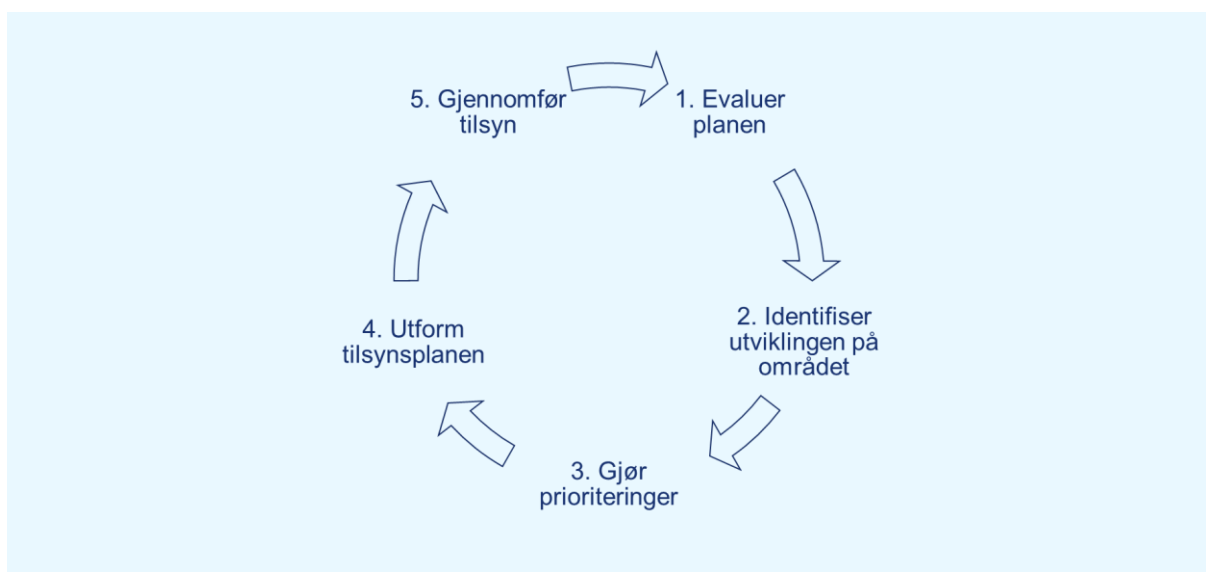 1. Evaluer
planen
2. Identifiser
utviklingen på
området
3. Gjør
prioriteringer
4. Utform
tilsynsplanen
5. Gjennomfør
tilsyn